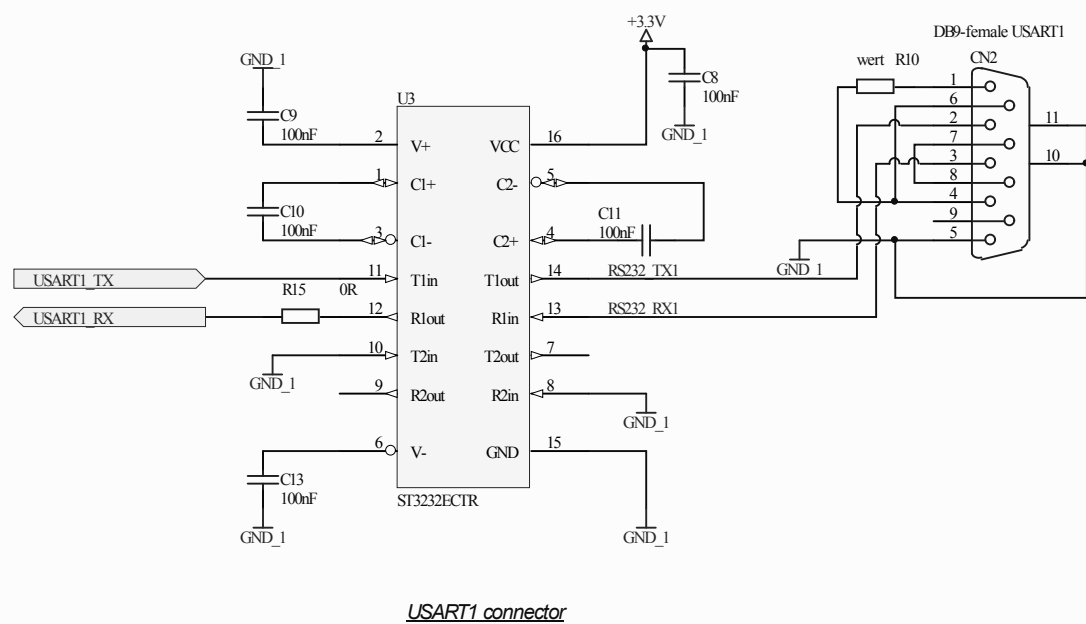 +3.3V
DB9-female USART1
GND_1
wert R10
CN2
C8
100nF
1
6
2
7
3
8
4
9
5
11
10
U3
C9
100nF
GND_1
2 V+ VCC 16
1 C1+ C2- 5
C10
100nF
C11
100nF
3 C1- C2+ 4
GND_1
USART1_TX 11 T1in T1out 14 RS232_TX1
R15 0R
USART1_RX 12 R1out R1in 13 RS232_RX1
10 T2in T2out 7
GND_1
9 R2out R2in 8
GND_1
6 V- GND 15
C13
100nF
ST3232ECTR
GND_1
GND_1
USART1 connector